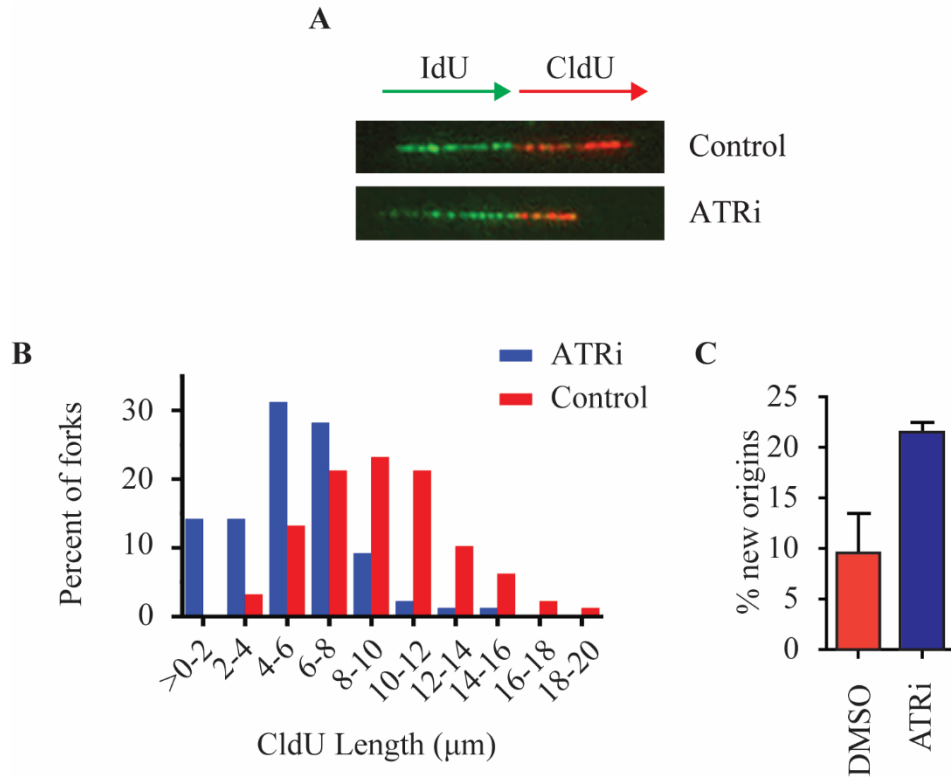 A
IdU CldU
Control
ATRi
B
ATRi
Control
Percent of forks
30
20
10
0
>0-2 2-4 4-6 6-8 8-10 10-12 12-14 14-16 16-18 18-20
CldU Length (μm)
C
% new origins
25
20
15
10
5
0
DMSO ATRi